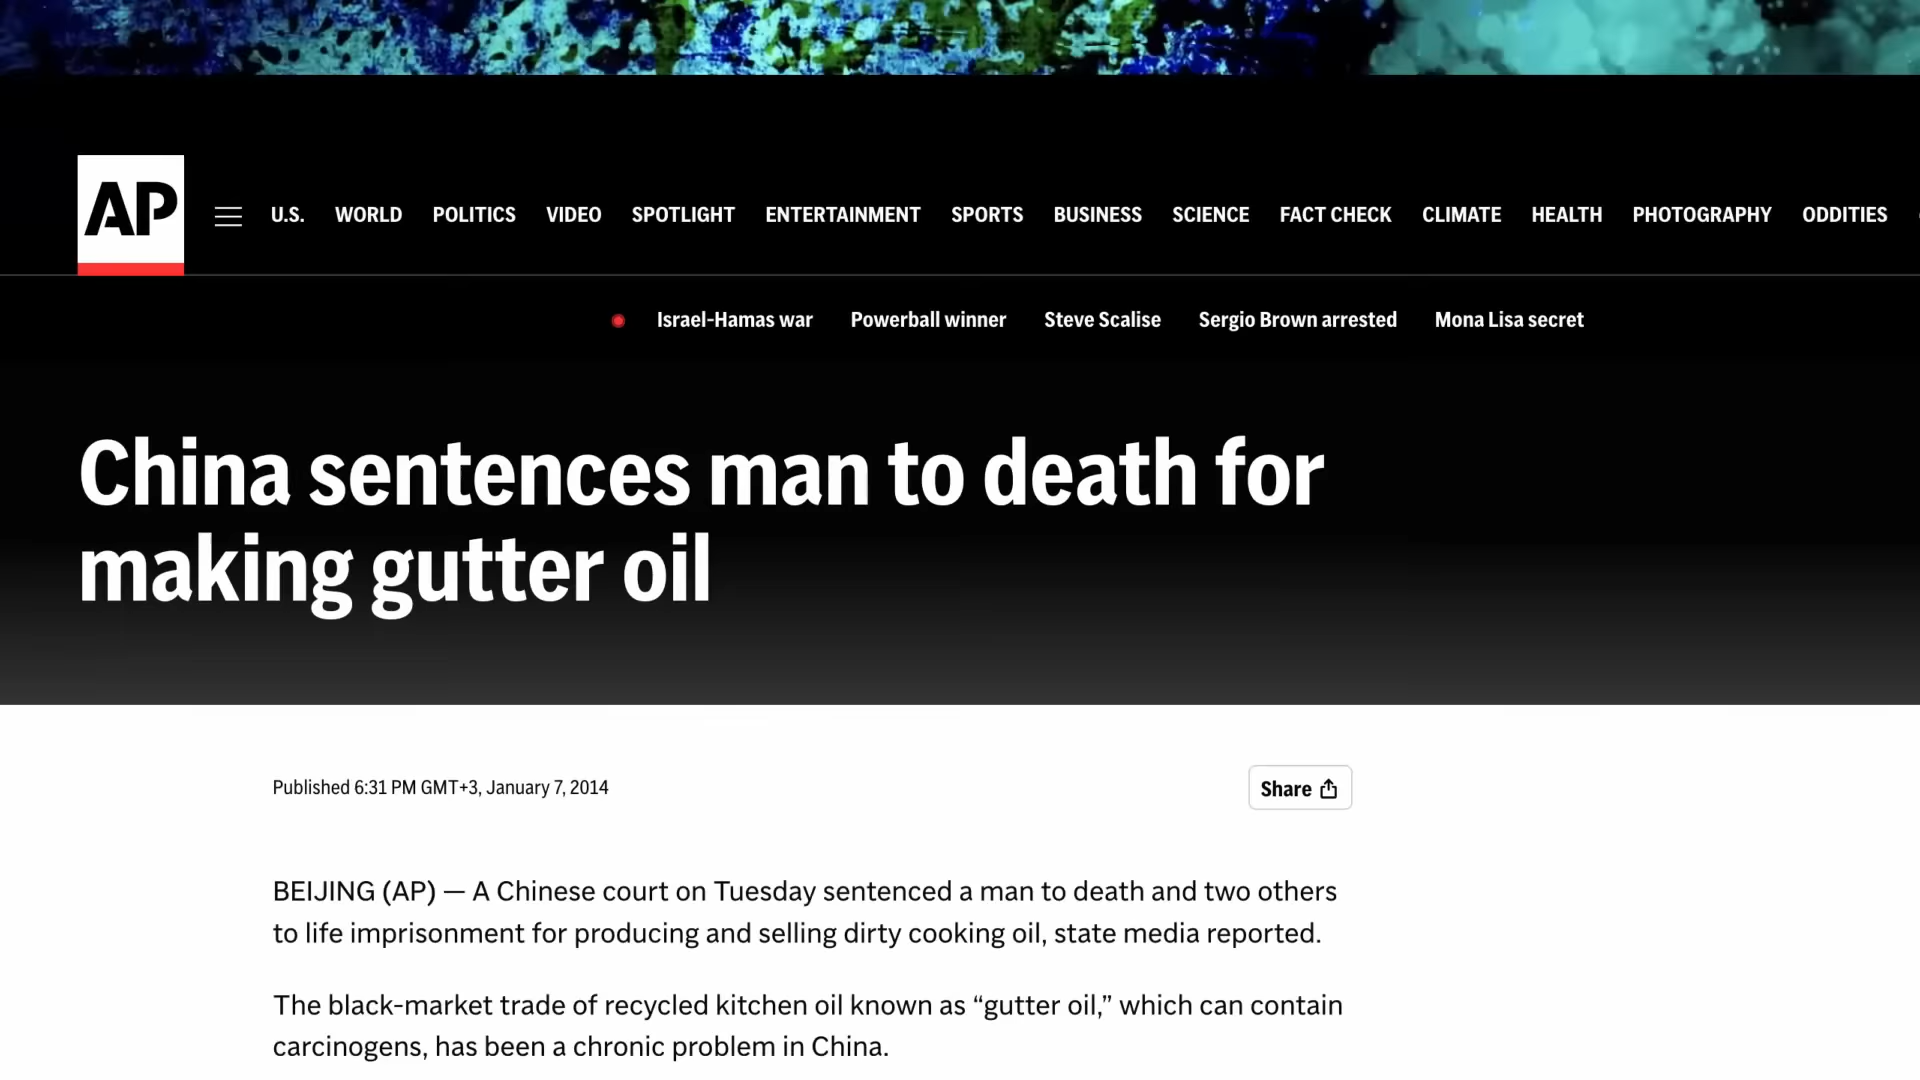 AP
U.S. WORLD POLITICS VIDEO SPOTLIGHT ENTERTAINMENT SPORTS BUSINESS SCIENCE FACT CHECK CLIMATE HEALTH PHOTOGRAPHY ODDITIES
Israel-Hamas war Powerball winner Steve Scalise Sergio Brown arrested Mona Lisa secret
China sentences man to death for
making gutter oil
Published 6:31 PM GMT+3, January 7, 2014
Share
BEIJING (AP) — A Chinese court on Tuesday sentenced a man to death and two others
to life imprisonment for producing and selling dirty cooking oil, state media reported.
The black-market trade of recycled kitchen oil known as “gutter oil,” which can contain
carcinogens, has been a chronic problem in China.